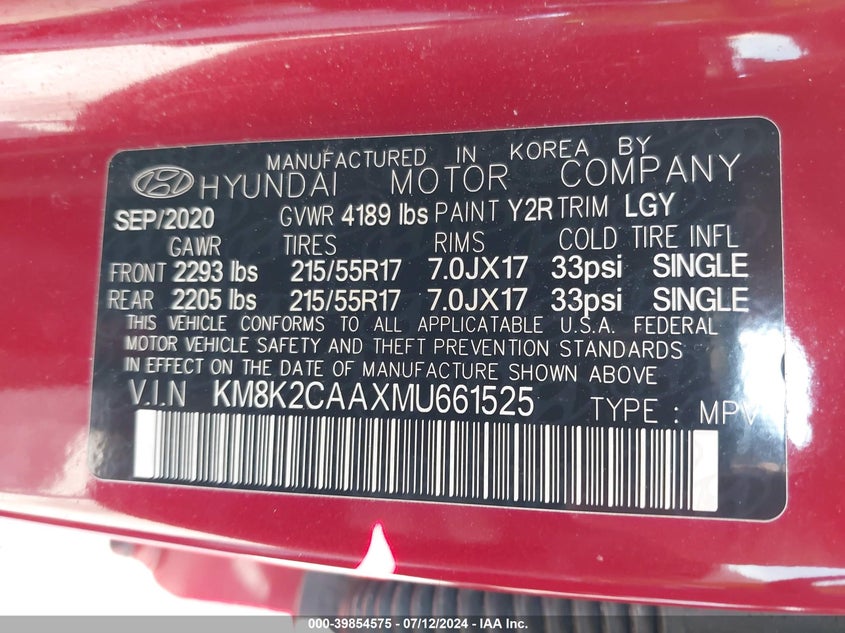 MANUFACTURED IN KOREA BY
HYUNDAI MOTOR COMPANY
SEP/2020 GVWR 4189 lbs PAINT Y2R TRIM LGY
GAWR TIRES RIMS COLD TIRE INFL
FRONT 2293 lbs 215/55R17 7.0JX17 33psi SINGLE
REAR 2205 lbs 215/55R17 7.0JX17 33psi SINGLE
THIS VEHICLE CONFORMS TO ALL APPLICATABLE U.S.A. FEDERAL
MOTOR VEHICLE SAFETY AND THEFT PREVENTION STANDARDS
IN EFFECT ON THE DATE OF MANUFACTURE SHOWN ABOVE
V.I.N KM8K2CAAXMU661525 TYPE : MPV
000-39854575 - 07/12/2024 - IAA Inc.